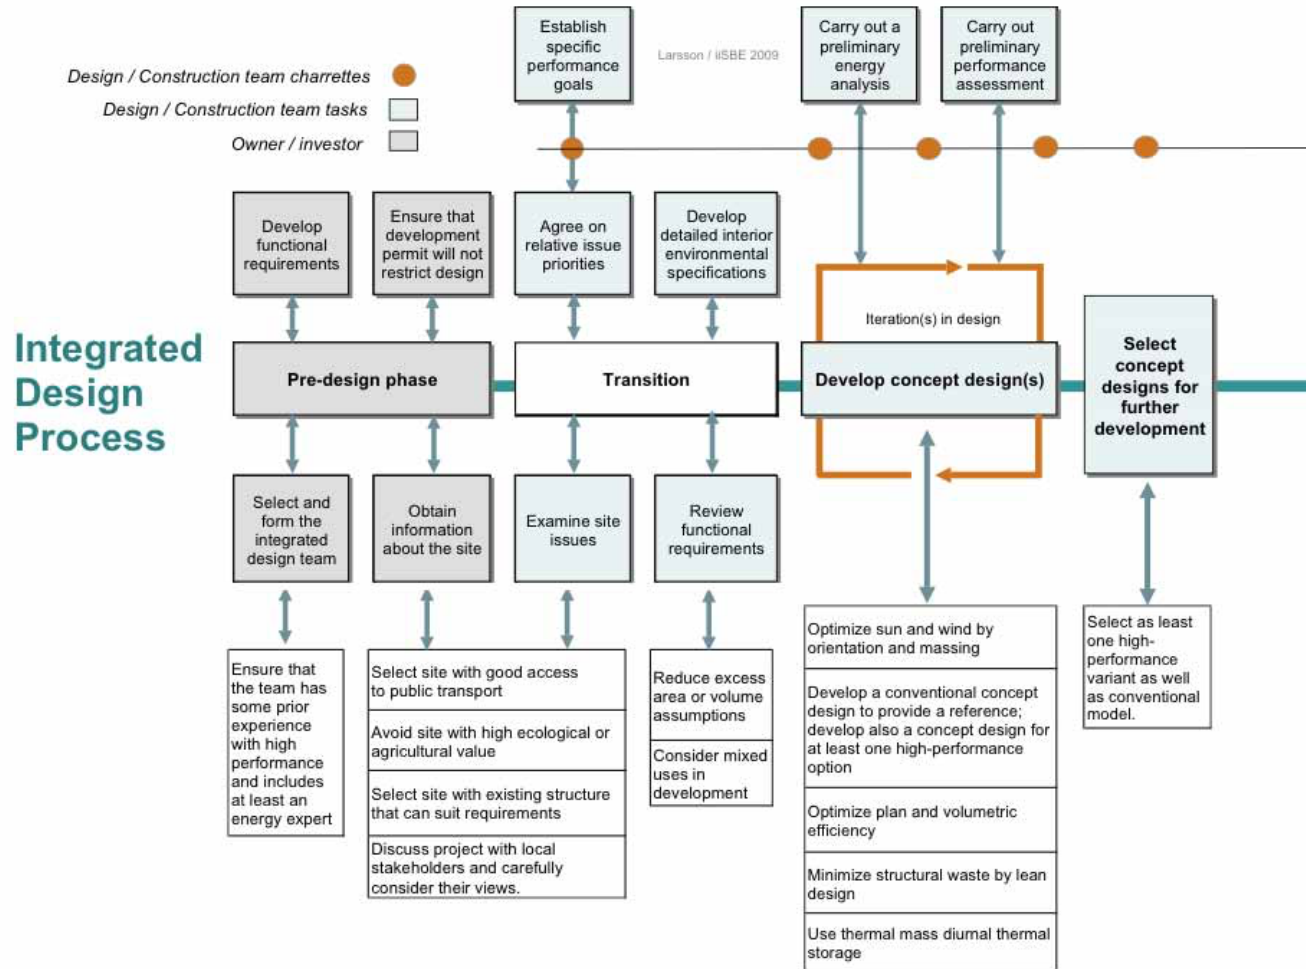 Establish
specific
performance
goals
Larsson / iiSBE 2009
Carry out a
preliminary
energy
analysis
Carry out
preliminary
performance
assessment
Design / Construction team charrettes
Design / Construction team tasks
Owner / investor
Develop
functional
requirements
Ensure that
development
permit will not
restrict design
Agree on
relative issue
priorities
Develop
detailed interior
environmental
specifications
Iteration(s) in design
Integrated
Design
Process
Pre-design phase
Transition
Develop concept design(s)
Select
concept
designs for
further
development
Select and
form the
integrated
design team
Obtain
information
about the site
Examine site
issues
Review
functional
requirements
Ensure that
the team has
some prior
experience
with high
performance
and includes
at least an
energy expert
Select site with good access
to public transport
Avoid site with high ecological or
agricultural value
Select site with existing structure
that can suit requirements
Discuss project with local
stakeholders and carefully
consider their views.
Reduce excess
area or volume
assumptions
Consider mixed
uses in
development
Optimize sun and wind by
orientation and massing
Develop a conventional concept
design to provide a reference;
develop also a concept design for
at least one high-performance
option
Optimize plan and volumetric
efficiency
Minimize structural waste by lean
design
Use thermal mass diurnal thermal
storage
Select as least
one high-
performance
variant as well
as conventional
model.